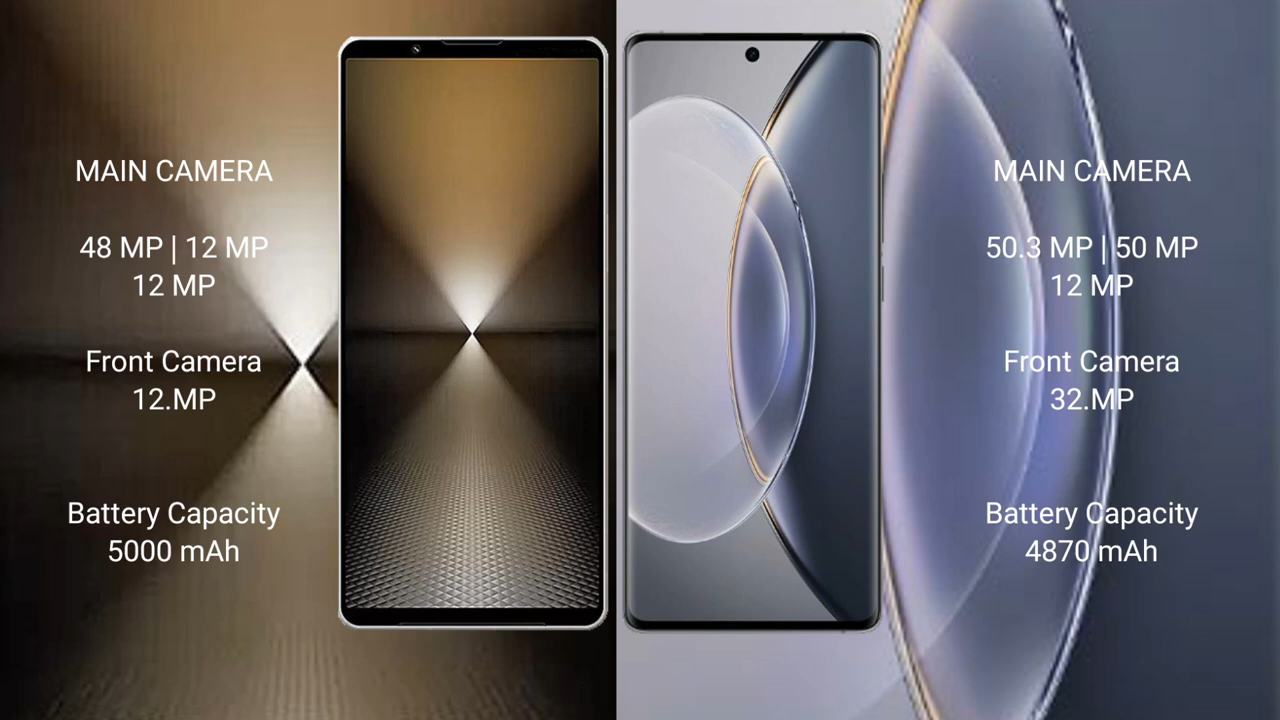 MAIN CAMERA
48 MP | 12 MP
12 MP
Front Camera
12.MP
Battery Capacity
5000 mAh
MAIN CAMERA
50.3 MP | 50 MP
12 MP
Front Camera
32.MP
Battery Capacity
4870 mAh